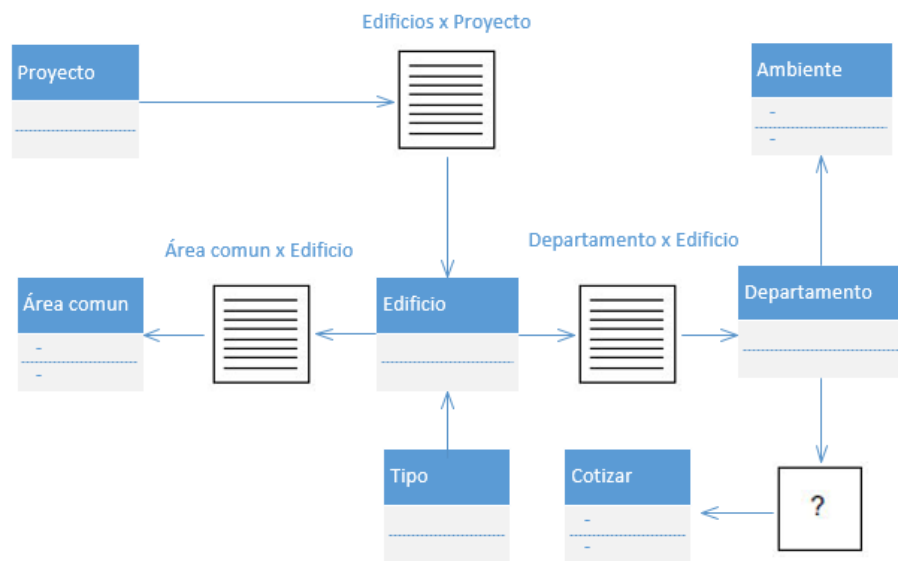 Edificios x Proyecto
Proyecto
Ambiente
-
-
Área comun x Edificio
Departamento x Edificio
Área comun
-
-
Edificio
Departamento
Tipo
Cotizar
-
-
?